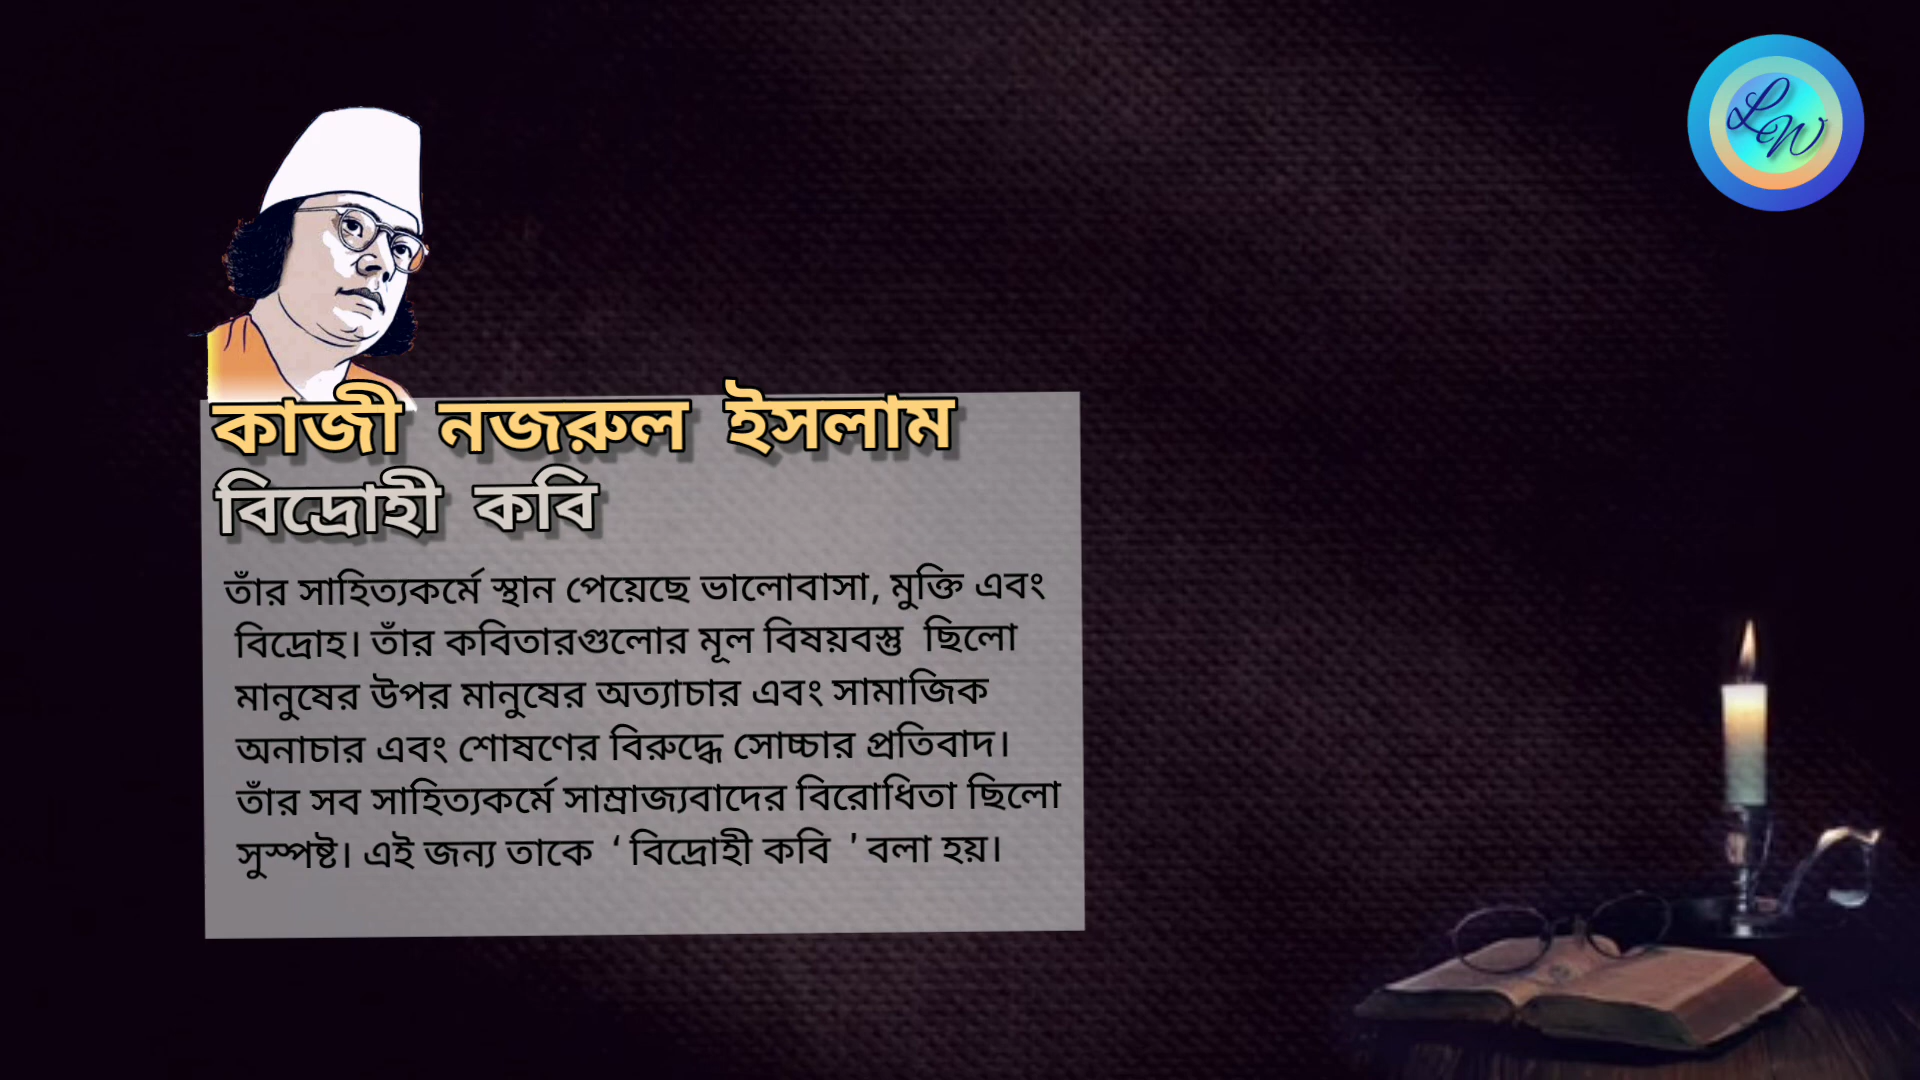 LW
কাজী নজরুল ইসলাম
বিদ্রোহী কবি
তাঁর সাহিত্যকর্মে স্থান পেয়েছে ভালোবাসা, মুক্তি এবং
বিদ্রোহ। তাঁর কবিতারগুলোর মূল বিষয়বস্তু ছিলো
মানুষের উপর মানুষের অত্যাচার এবং সামাজিক
অনাচার এবং শোষণের বিরুদ্ধে সোচ্চার প্রতিবাদ।
তাঁর সব সাহিত্যকর্মে সাম্রাজ্যবাদের বিরোধিতা ছিলো
সুস্পষ্ট। এই জন্য তাকে ‘ বিদ্রোহী কবি ’ বলা হয়।